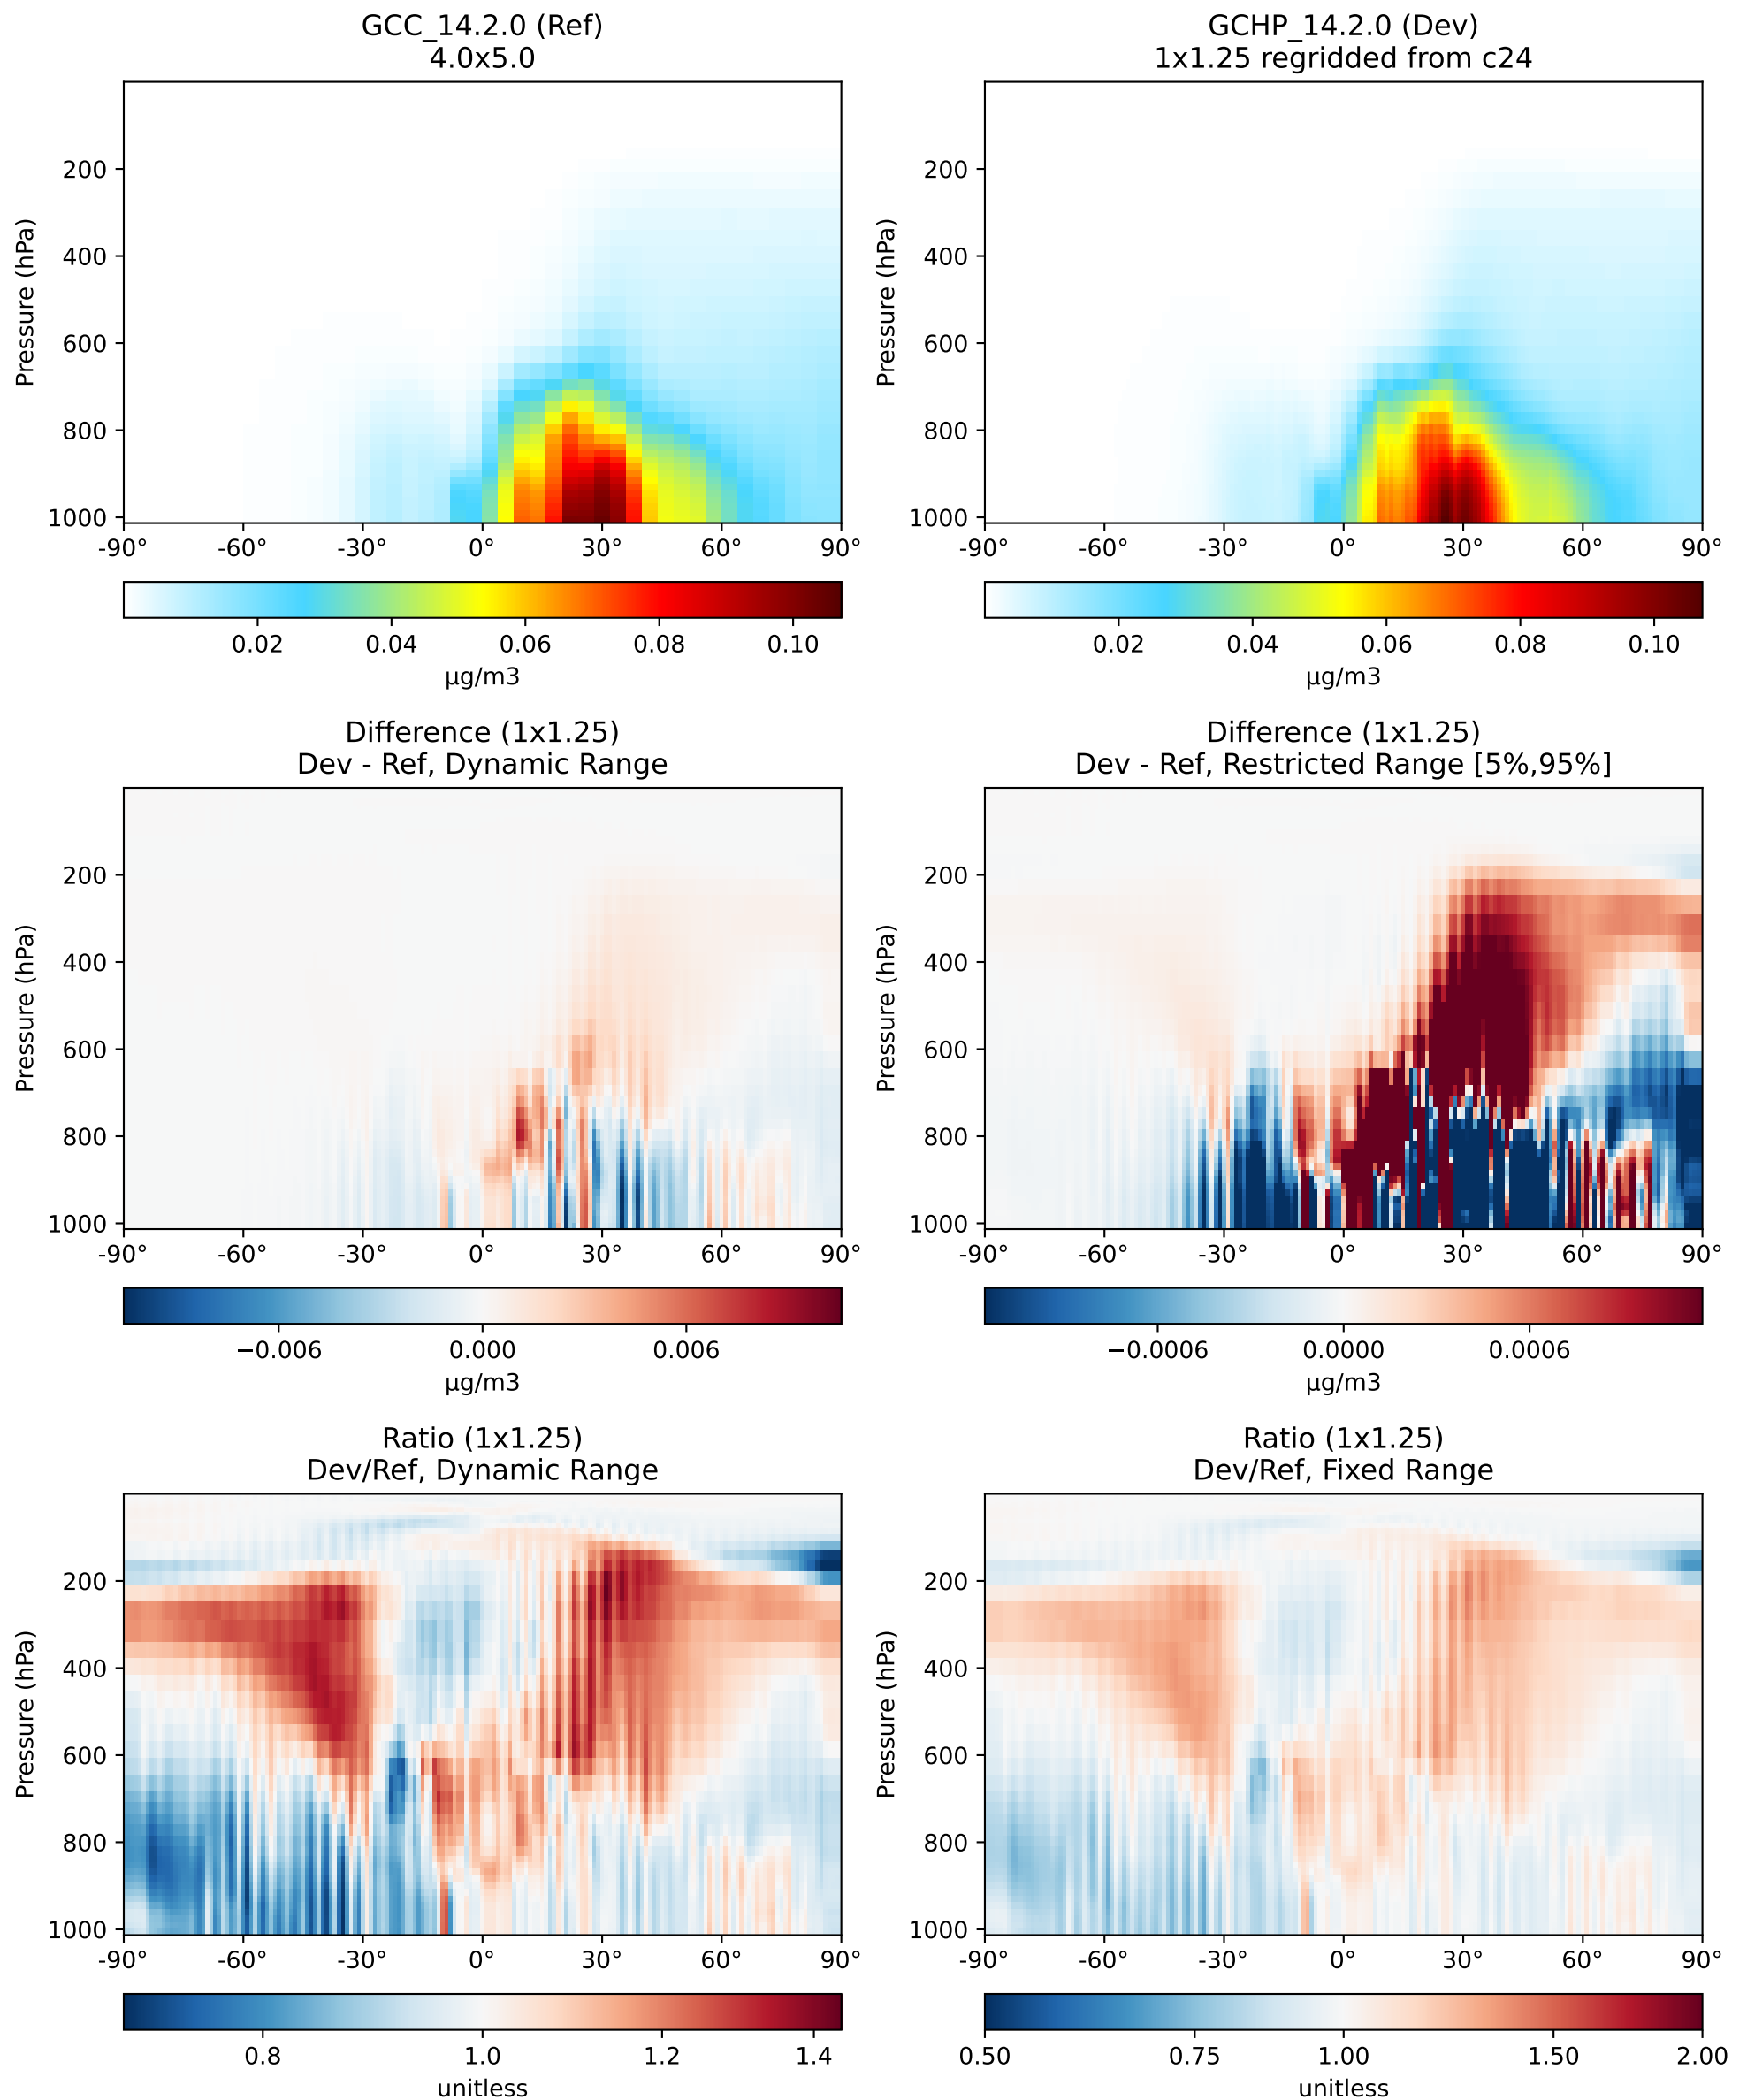 GCC_14.2.0 (Ref)
4.0x5.0
Pressure (hPa)
200
400
600
800
1000
-90° -60° -30° 0° 30° 60° 90°
0.02 0.04 0.06 0.08 0.10
µg/m3
GCHP_14.2.0 (Dev)
1x1.25 regridded from c24
Pressure (hPa)
200
400
600
800
1000
-90° -60° -30° 0° 30° 60° 90°
0.02 0.04 0.06 0.08 0.10
µg/m3
Difference (1x1.25)
Dev - Ref, Dynamic Range
Pressure (hPa)
200
400
600
800
1000
-90° -60° -30° 0° 30° 60° 90°
−0.006 0.000 0.006
µg/m3
Difference (1x1.25)
Dev - Ref, Restricted Range [5%,95%]
Pressure (hPa)
200
400
600
800
1000
-90° -60° -30° 0° 30° 60° 90°
−0.0006 0.0000 0.0006
µg/m3
Ratio (1x1.25)
Dev/Ref, Dynamic Range
Pressure (hPa)
200
400
600
800
1000
-90° -60° -30° 0° 30° 60° 90°
0.8 1.0 1.2 1.4
unitless
Ratio (1x1.25)
Dev/Ref, Fixed Range
Pressure (hPa)
200
400
600
800
1000
-90° -60° -30° 0° 30° 60° 90°
0.50 0.75 1.00 1.50 2.00
unitless